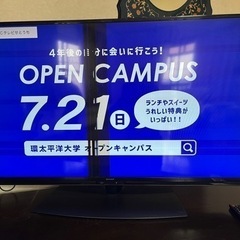 4年後の自分に会いに行こう!
OPEN CAMPUS
7.21日
ランチやスイーツ
うれしい特典が
いっぱい!!
環太平洋大学 オープンキャンパス